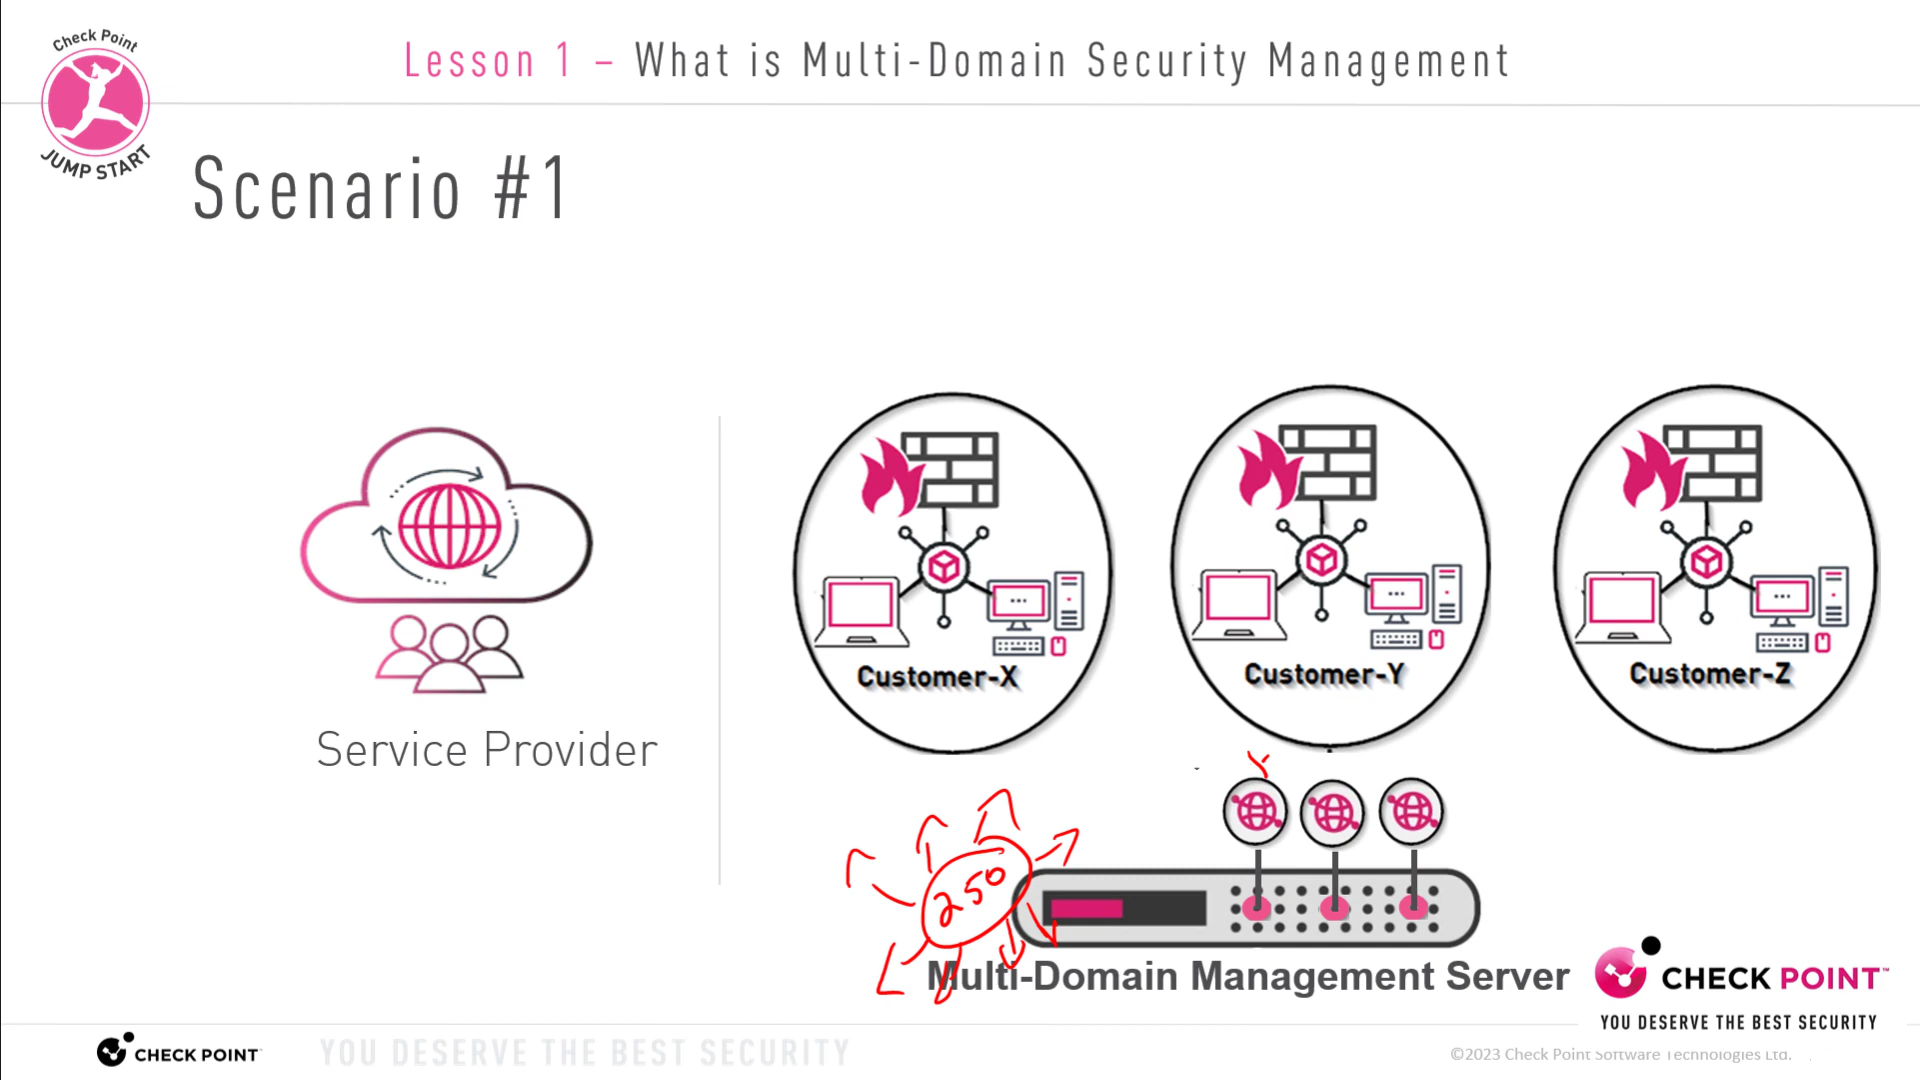 Check Point
JUMP START
Lesson 1 – What is Multi-Domain Security Management
Scenario #1
Service Provider
Customer-X
Customer-Y
Customer-Z
250
Multi-Domain Management Server
CHECK POINT™
YOU DESERVE THE BEST SECURITY
CHECK POINT
YOU DESERVE THE BEST SECURITY
©2023 Check Point Software Technologies Ltd.